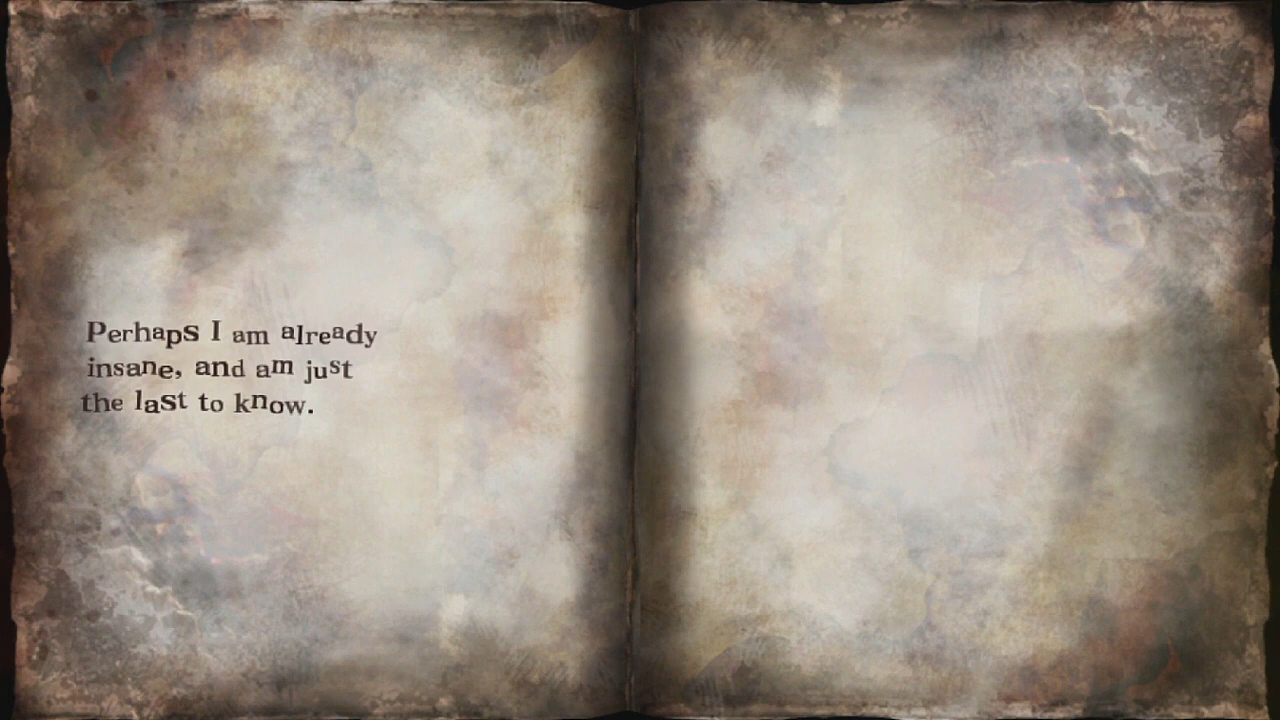 Perhaps I am already
insane, and am just
the last to know.